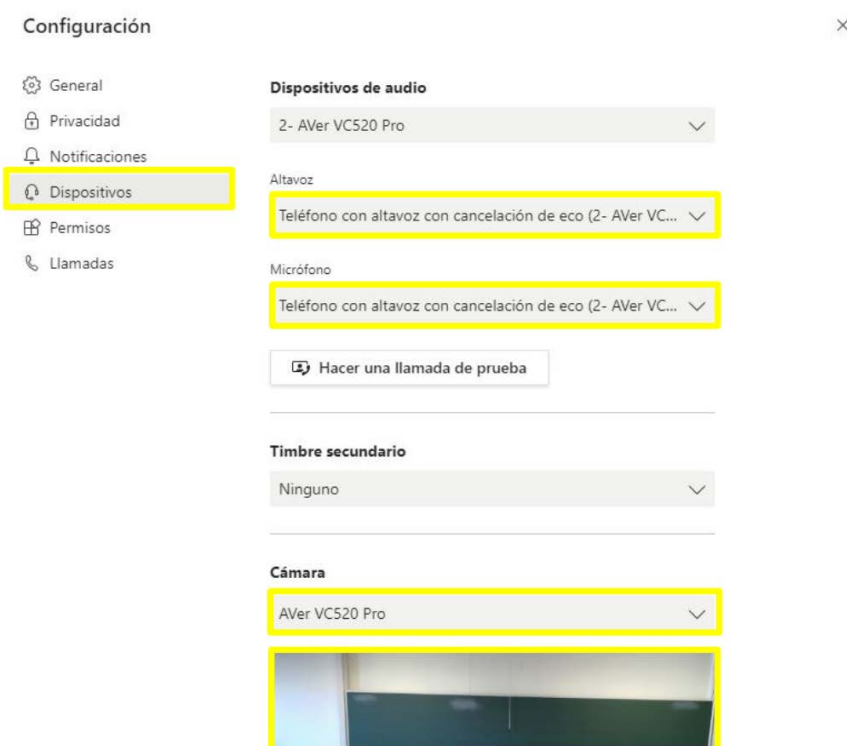 Configuración
General
Privacidad
Notificaciones
Dispositivos
Permisos
Llamadas
Dispositivos de audio
2- AVer VC520 Pro
Altavoz
Teléfono con altavoz con cancelación de eco (2- AVer VC...
Micrófono
Teléfono con altavoz con cancelación de eco (2- AVer VC...
Hacer una llamada de prueba
Timbre secundario
Ninguno
Cámara
AVer VC520 Pro